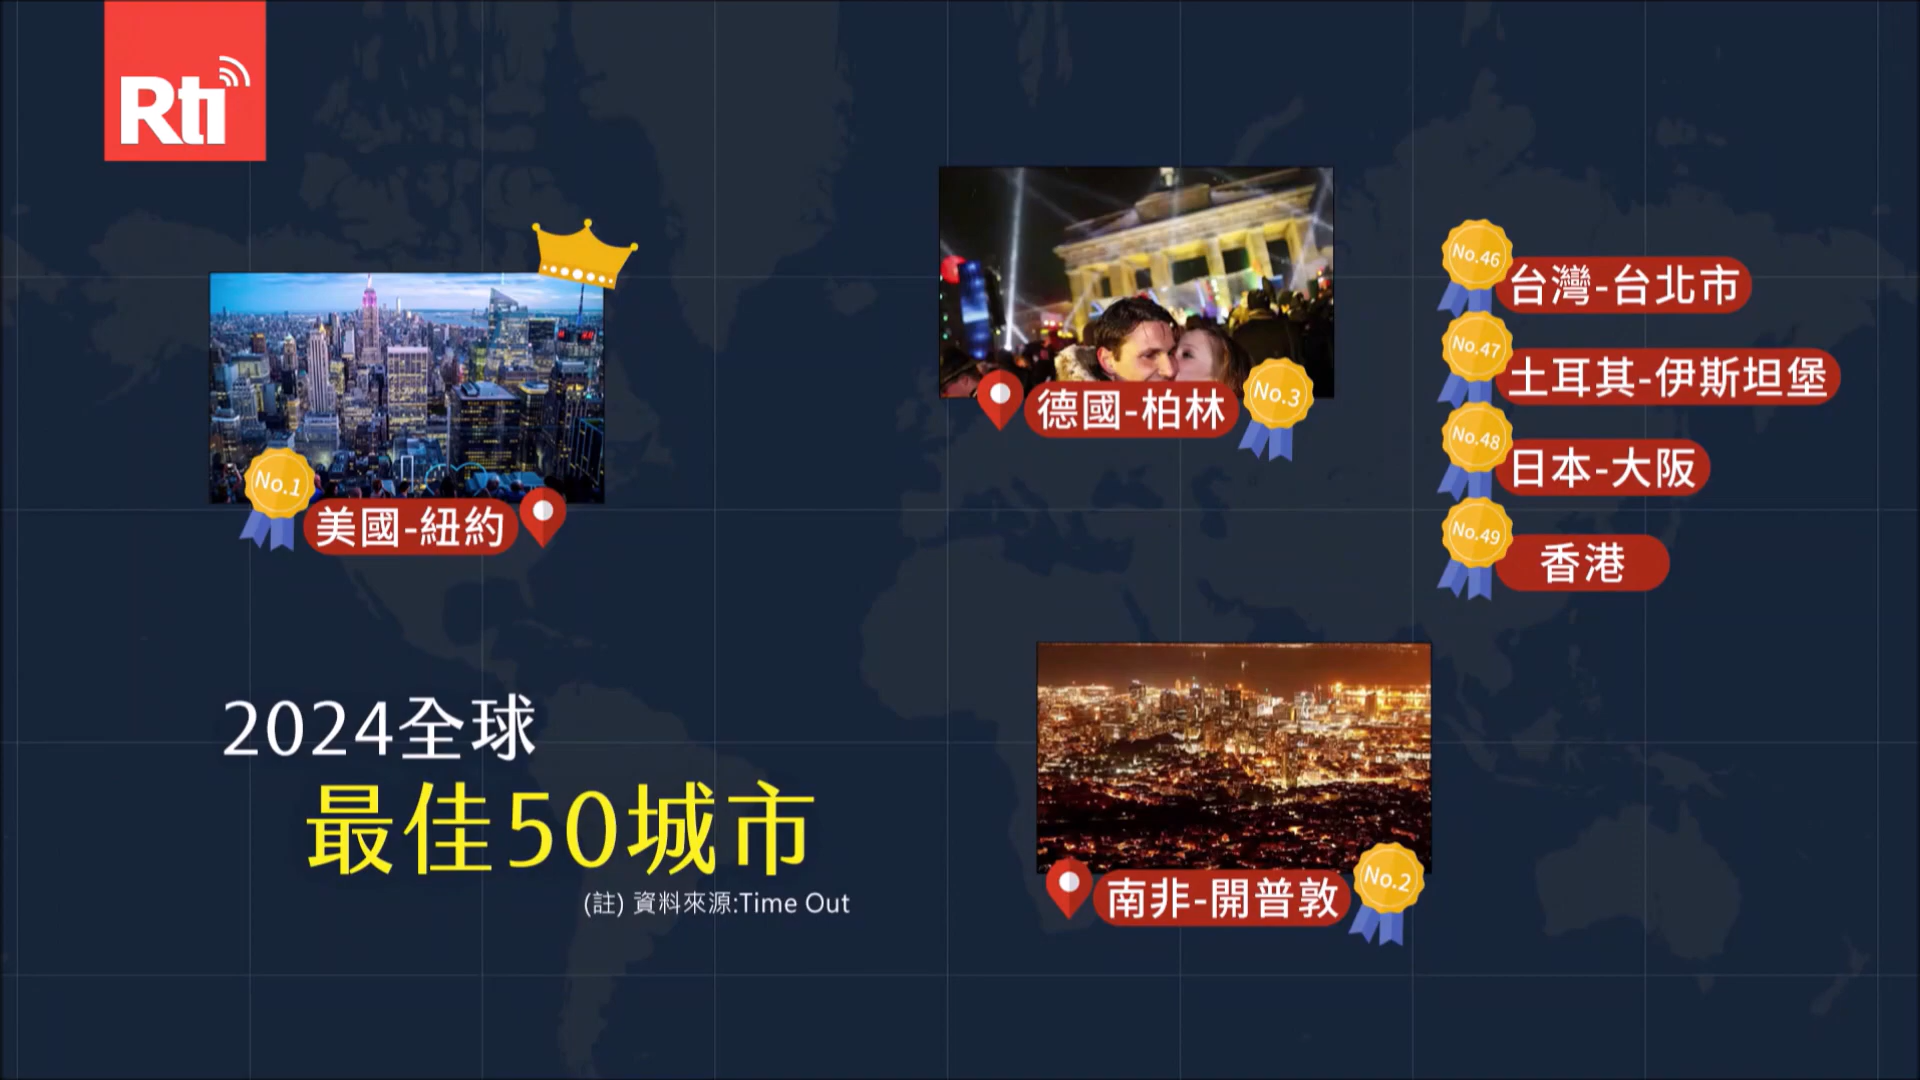 Rti
No.1
美國-紐約
德國-柏林
No.3
No.46
台灣-台北市
No.47
土耳其-伊斯坦堡
No.48
日本-大阪
No.49
香港
南非-開普敦
No.2
2024全球
最佳50城市
(註) 資料來源:Time Out